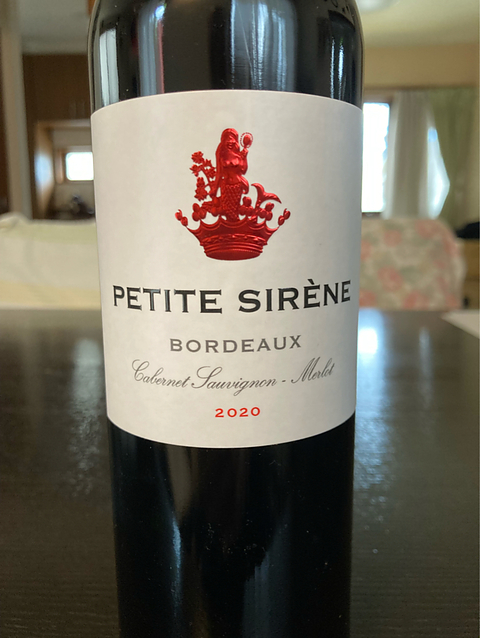 PETITE SIRÈNE
BORDEAUX
Cabernet Sauvignon - Merlot
2020